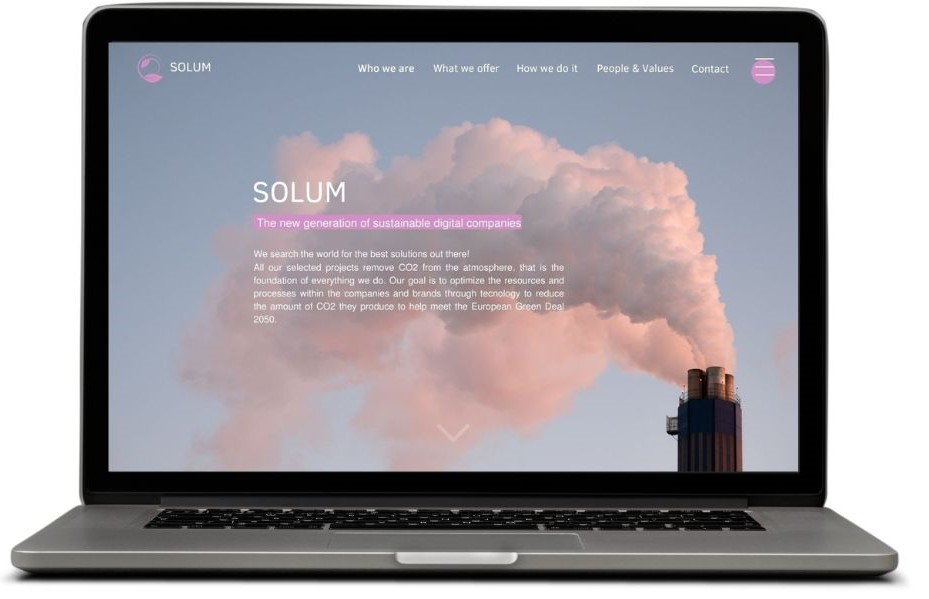 SOLUM
Who we are
What we offer
How we do it
People & Values
Contact
SOLUM
The new generation of sustainable digital companies
We search the world for the best solutions out there!
All our selected projects remove CO2 from the atmosphere. that is the
foundation of everything we do. Our goal is to optimize the resources and
processes within the companies and brands through tecnology to reduce
the amount of CO2 they produce to help meet the European Green Deal
2050.